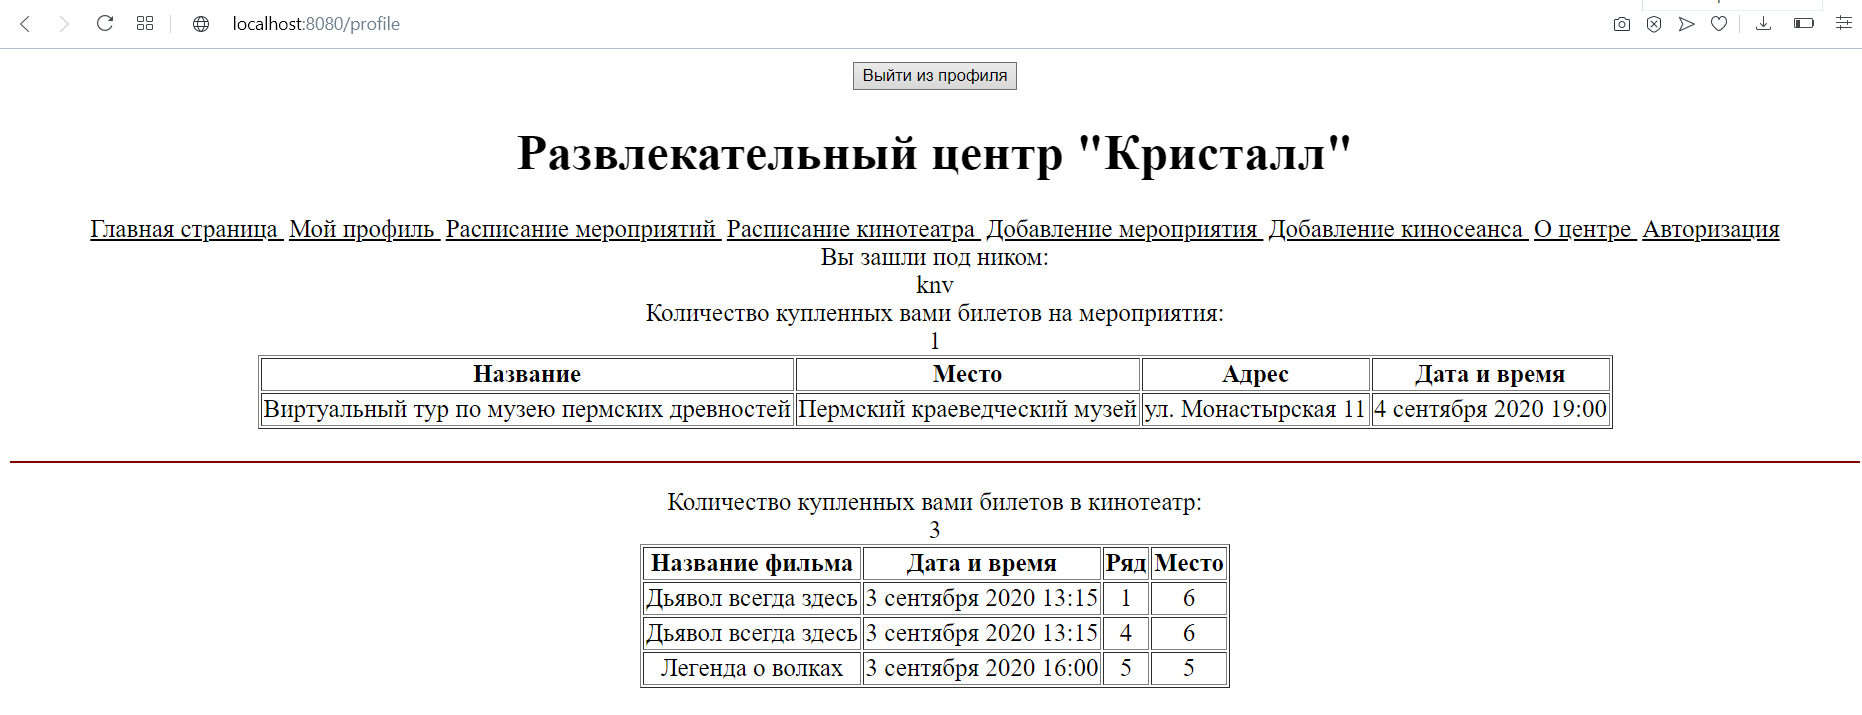 localhost:8080/profile
Выйти из профиля
Развлекательный центр "Кристалл"
Главная страница Мой профиль Расписание мероприятий Расписание кинотеатра Добавление мероприятия Добавление киносеанса О центре Авторизация
Вы зашли под ником:
knv
Количество купленных вами билетов на мероприятия:
1
Название Место Адрес Дата и время
Виртуальный тур по музею пермских древностей Пермский краеведческий музей ул. Монастырская 11 4 сентября 2020 19:00
Количество купленных вами билетов в кинотеатр:
3
Название фильма Дата и время Ряд Место
Дьявол всегда здесь 3 сентября 2020 13:15 1 6
Дьявол всегда здесь 3 сентября 2020 13:15 4 6
Легенда о волках 3 сентября 2020 16:00 5 5